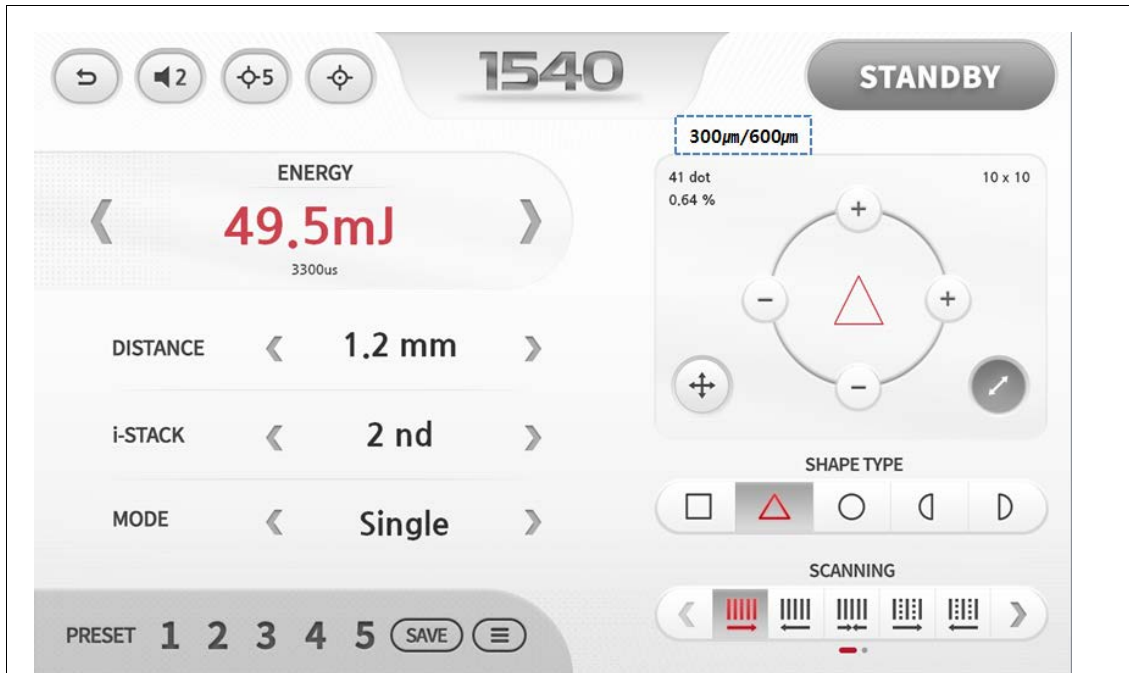 2
5
1540
STANDBY
300㎛/600㎛
ENERGY
49.5mJ
3300us
41 dot
0.64 %
10 x 10
DISTANCE
1.2 mm
i-STACK
2 nd
MODE
Single
SHAPE TYPE
SCANNING
PRESET 1 2 3 4 5 SAVE